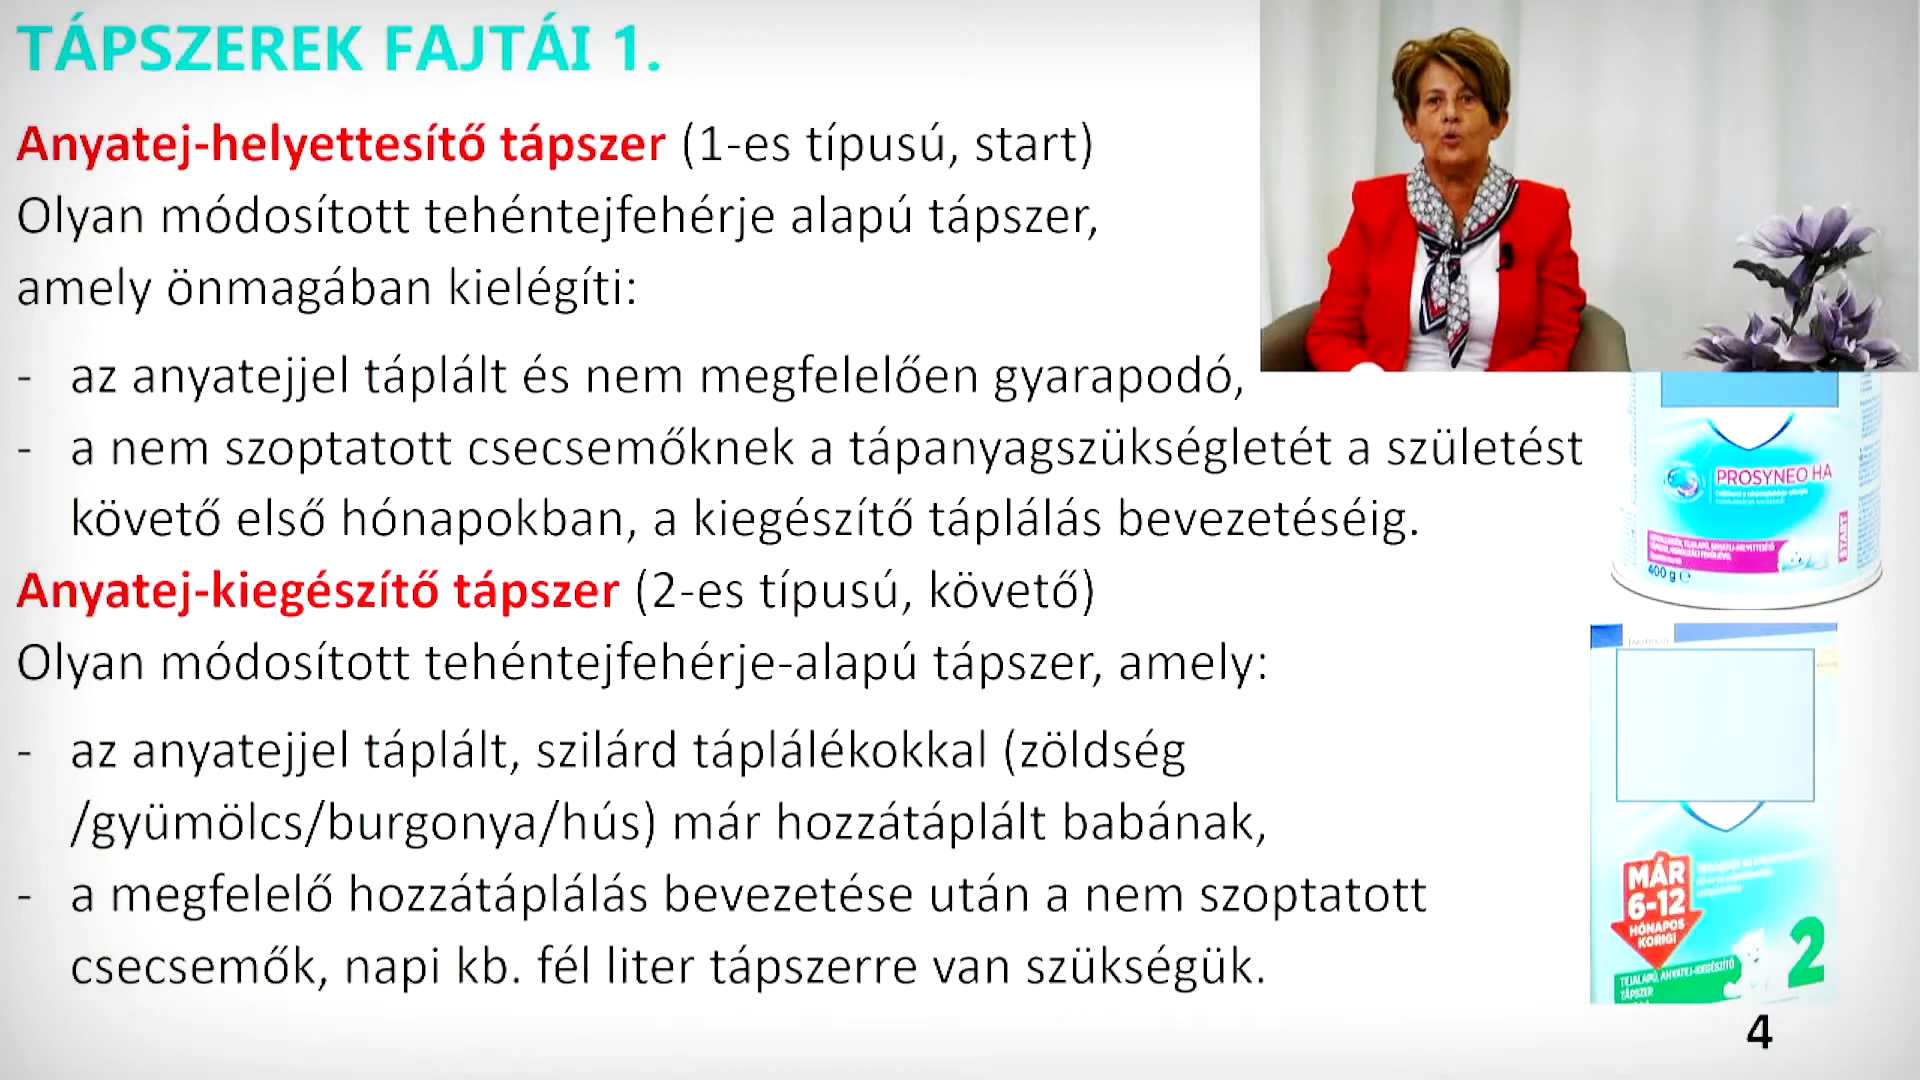 TÁPSZEREK FAJTÁI 1.
Anyatej-helyettesítő tápszer (1-es típusú, start)
Olyan módosított tehéntejfehérje alapú tápszer,
amely önmagában kielégíti:
- az anyatejjel táplált és nem megfelelően gyarapodó,
- a nem szoptatott csecsemőknek a tápanyagszükségletét a születést
követő első hónapokban, a kiegészítő táplálás bevezetéséig.
Anyatej-kiegészítő tápszer (2-es típusú, követő)
Olyan módosított tehéntejfehérje-alapú tápszer, amely:
- az anyatejjel táplált, szilárd táplálékokkal (zöldség
/gyümölcs/burgonya/hús) már hozzátáplált babának,
- a megfelelő hozzátáplálás bevezetése után a nem szoptatott
csecsemők, napi kb. fél liter tápszerre van szükségük.
PROSYNEO HA
START
400 g e
MÁR
6-12
HÓNAPOS
KORIG!
2
TEJALAPÚ, ANYATEJ-KIEGÉSZÍTŐ
TÁPSZER
4